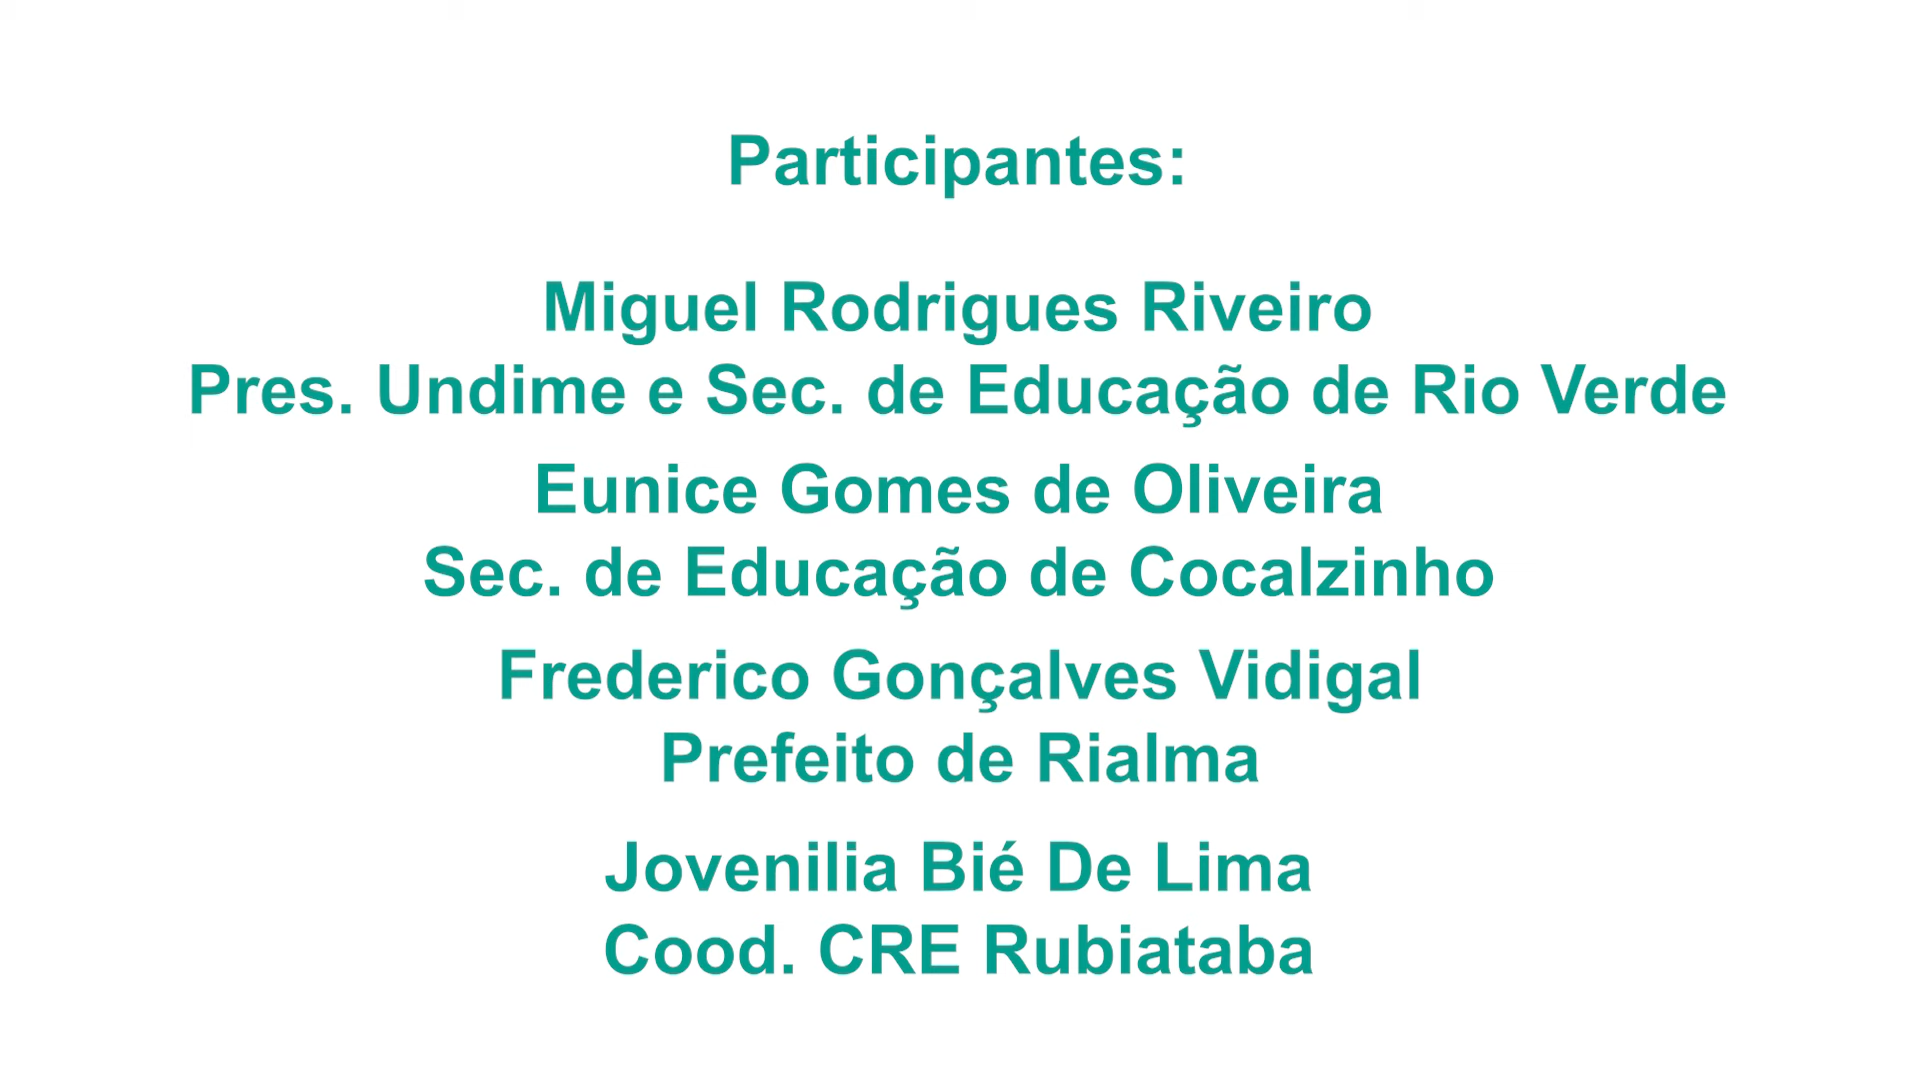 Participantes:
Miguel Rodrigues Riveiro
Pres. Undime e Sec. de Educação de Rio Verde
Eunice Gomes de Oliveira
Sec. de Educação de Cocalzinho
Frederico Gonçalves Vidigal
Prefeito de Rialma
Jovenilia Bié De Lima
Cood. CRE Rubiataba